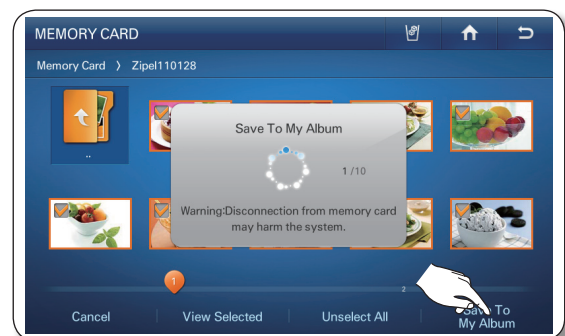 MEMORY CARD
Memory Card 〉 Zipel110128
..
Save To My Album
1 /10
Warning:Disconnection from memory card
may harm the system.
1
2
Cancel
View Selected
Unselect All
Save To
My Album